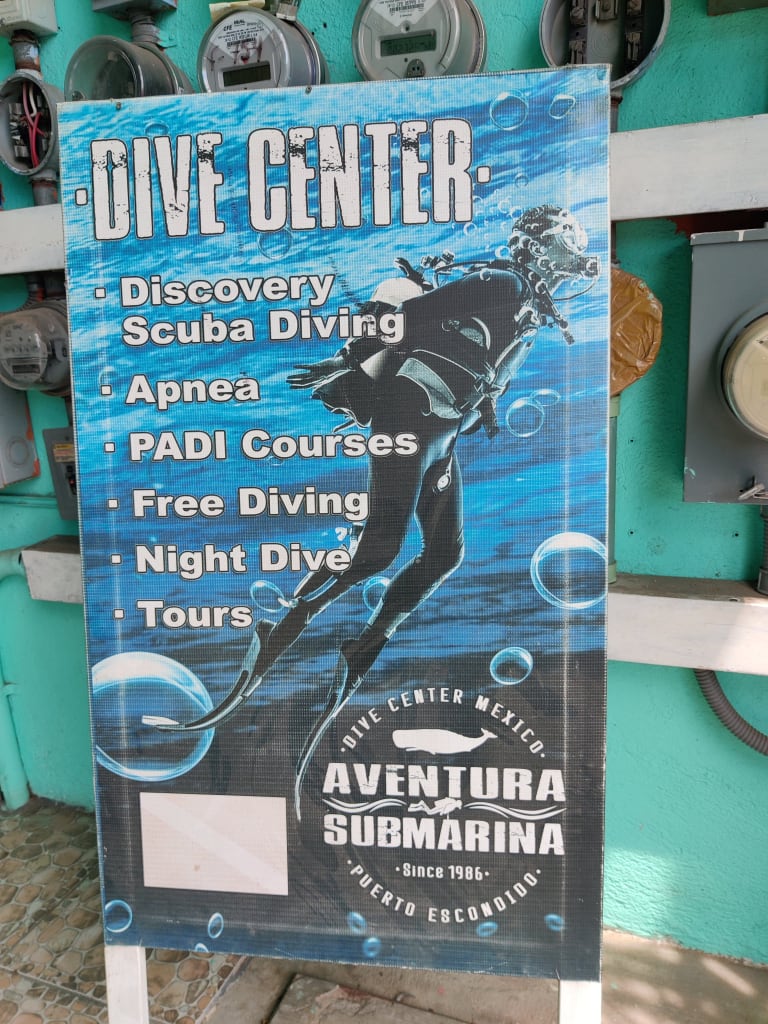 ·DIVE CENTER·
· Discovery
Scuba Diving
· Apnea
· PADI Courses
· Free Diving
· Night Dive
· Tours
·DIVE CENTER MEXICO·
AVENTURA
SUBMARINA
·Since 1986·
·PUERTO ESCONDIDO·